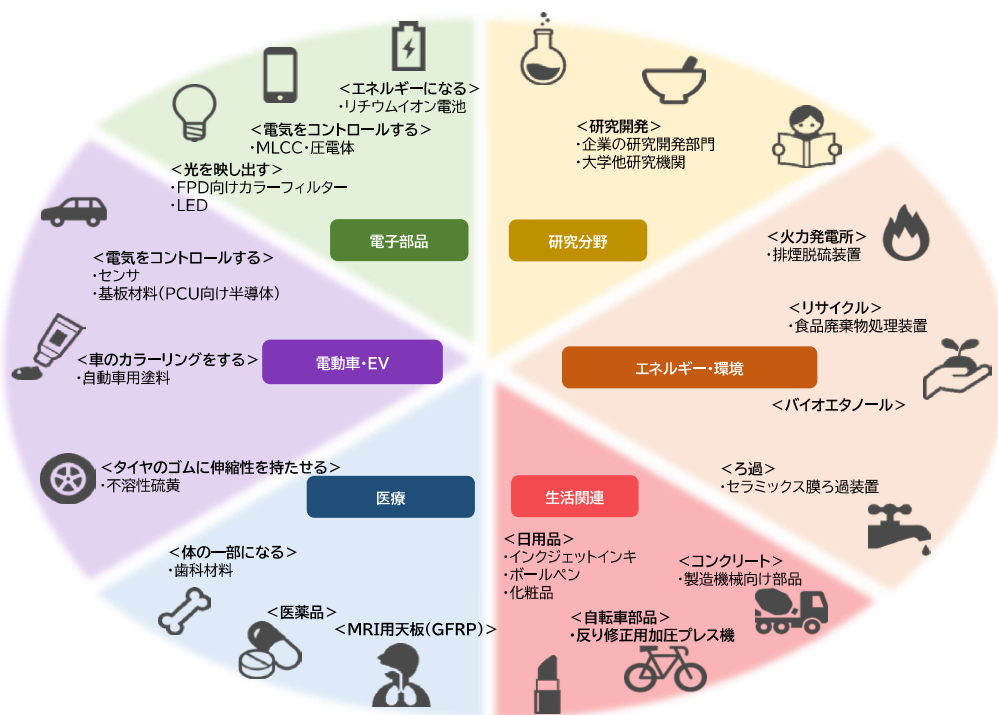 ＜エネルギーになる＞
・リチウムイオン電池
＜電気をコントロールする＞
・MLCC・圧電体
＜光を映し出す＞
・FPD向けカラーフィルター
・LED
電子部品
＜研究開発＞
・企業の研究開発部門
・大学他研究機関
研究分野
＜火力発電所＞
・排煙脱硫装置
＜リサイクル＞
・食品廃棄物処理装置
エネルギー・環境
＜バイオエタノール＞
＜ろ過＞
・セラミックス膜ろ過装置
＜電気をコントロールする＞
・センサ
・基板材料（PCU向け半導体）
＜車のカラーリングをする＞
・自動車用塗料
電動車・EV
＜タイヤのゴムに伸縮性を持たせる＞
・不溶性硫黄
医療
＜体の一部になる＞
・歯科材料
＜医薬品＞
＜MRI用天板（GFRP）＞
生活関連
＜日用品＞
・インクジェットインキ
・ボールペン
・化粧品
＜コンクリート＞
・製造機械向け部品
＜自転車部品＞
・反り修正用加圧プレス機